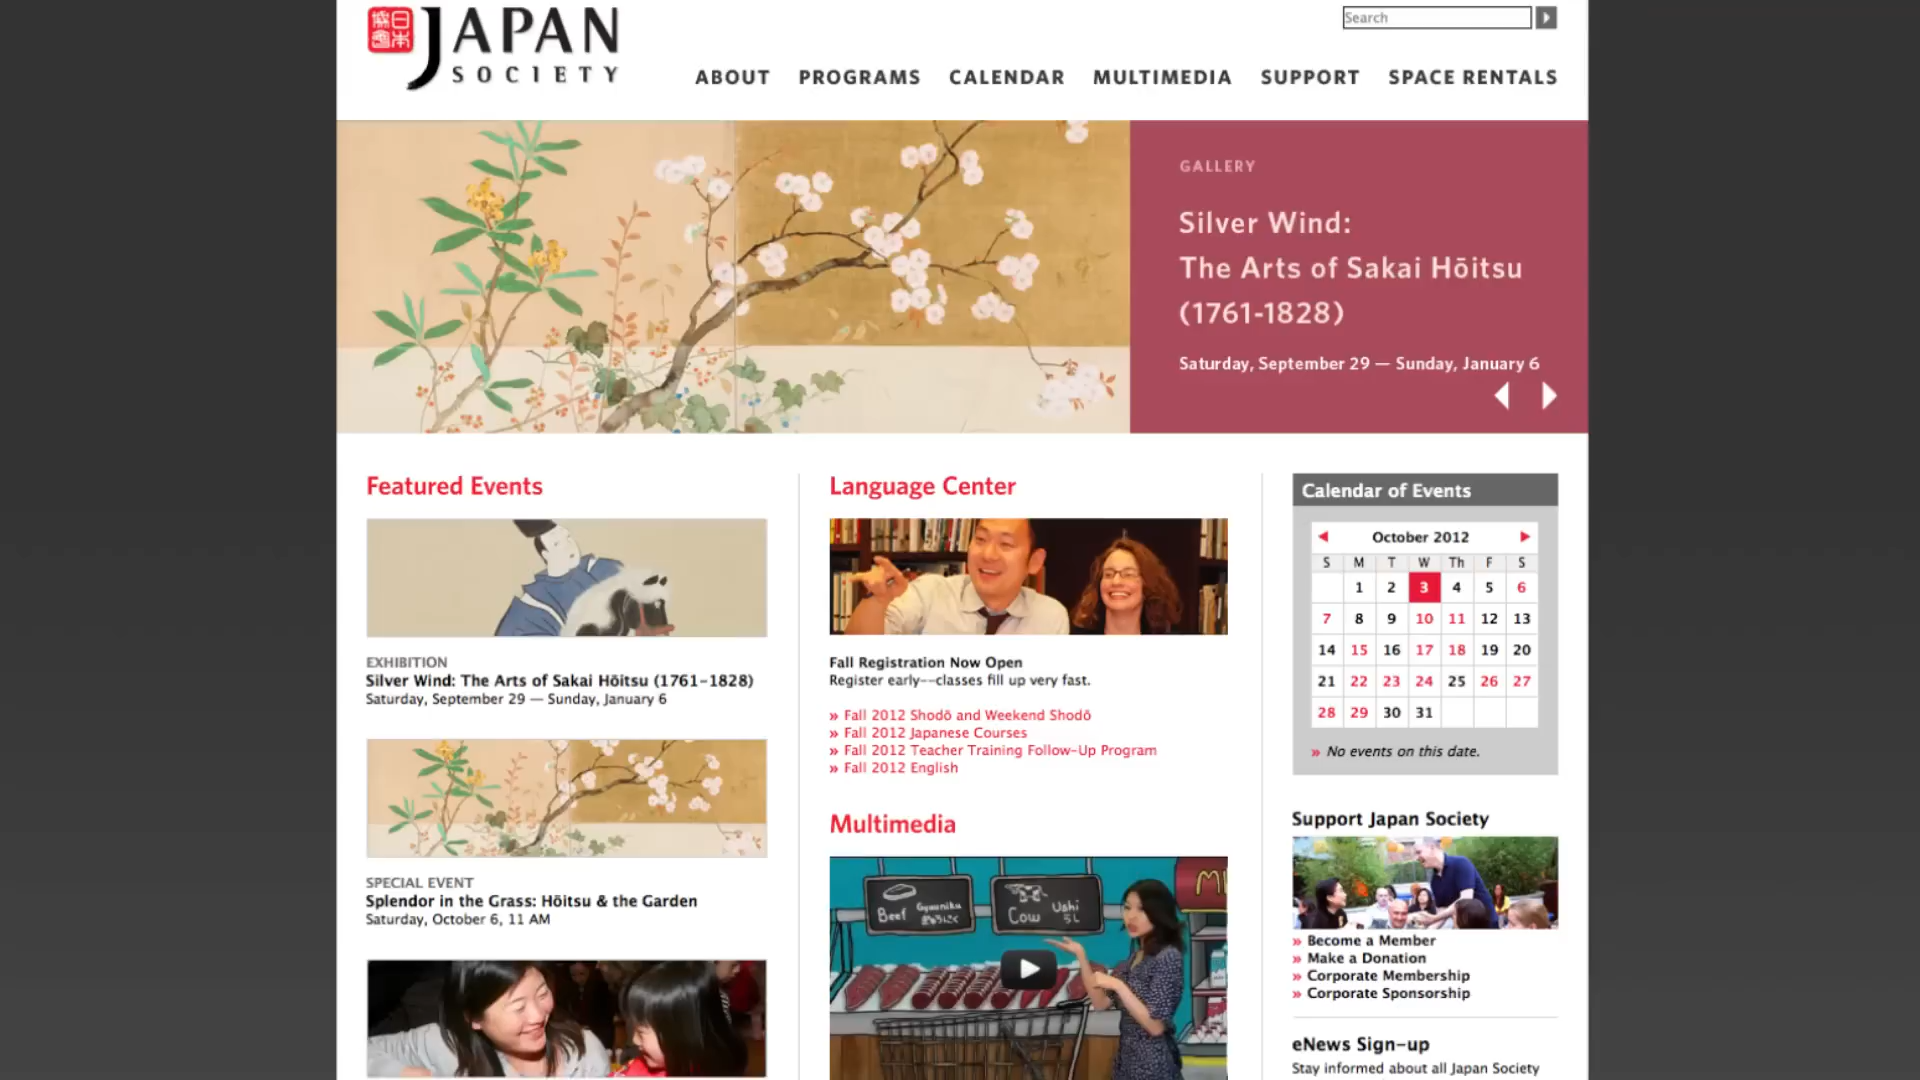 日本
協會
JAPAN
SOCIETY
Search
ABOUT PROGRAMS CALENDAR MULTIMEDIA SUPPORT SPACE RENTALS
GALLERY
Silver Wind:
The Arts of Sakai Hōitsu
(1761-1828)
Saturday, September 29 — Sunday, January 6
Featured Events
EXHIBITION
Silver Wind: The Arts of Sakai Hōitsu (1761-1828)
Saturday, September 29 — Sunday, January 6
SPECIAL EVENT
Splendor in the Grass: Hōitsu & the Garden
Saturday, October 6, 11 AM
Language Center
Fall Registration Now Open
Register early--classes fill up very fast.
» Fall 2012 Shodō and Weekend Shodō
» Fall 2012 Japanese Courses
» Fall 2012 Teacher Training Follow-Up Program
» Fall 2012 English
Multimedia
Beef Gyuuniku
Cow Ushi
うし
Calendar of Events
October 2012
S M T W Th F S
1 2 3 4 5 6
7 8 9 10 11 12 13
14 15 16 17 18 19 20
21 22 23 24 25 26 27
28 29 30 31
» No events on this date.
Support Japan Society
» Become a Member
» Make a Donation
» Corporate Membership
» Corporate Sponsorship
eNews Sign-up
Stay informed about all Japan Society